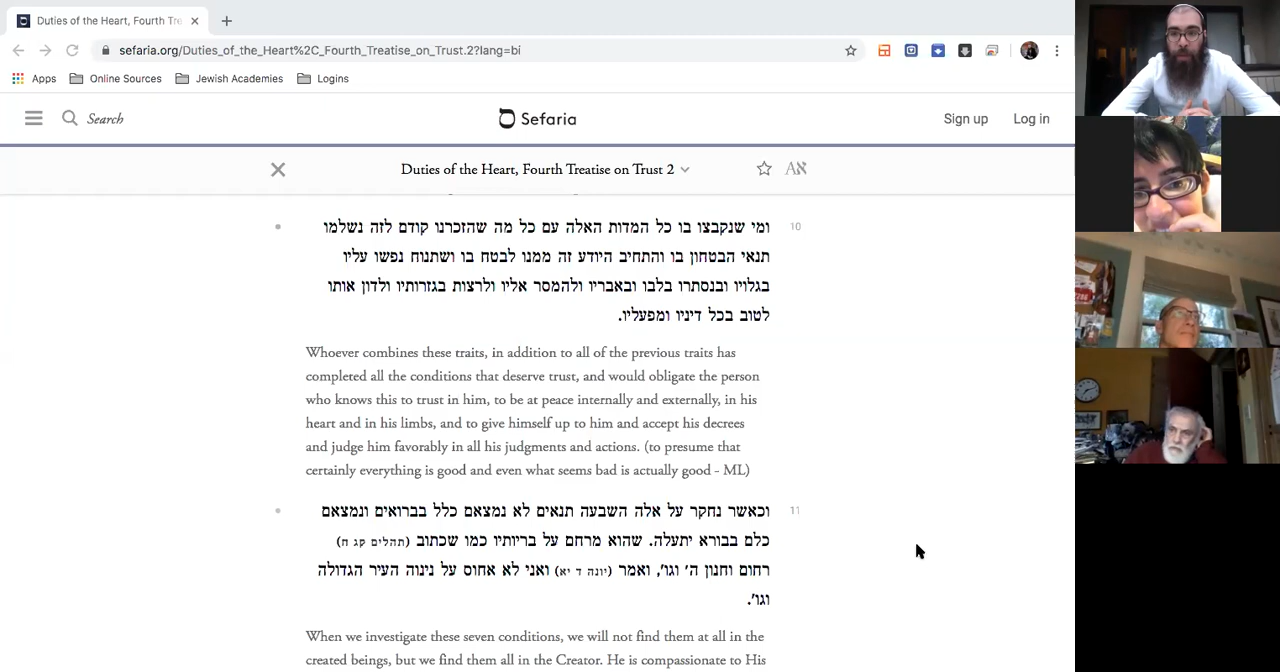 Duties of the Heart, Fourth Tre
sefaria.org/Duties_of_the_Heart%2C_Fourth_Treatise_on_Trust.2?lang=bi
Apps Online Sources Jewish Academies Logins
Search Sefaria Sign up Log in
Duties of the Heart, Fourth Treatise on Trust 2 Aא
10
ומי שנקבצו בו כל המדות האלה עם כל מה שהזכרנו קודם לזה נשלמו
תנאי הבטחון בו והתחיב היודע זה ממנו לבטח בו ושתנוח נפשו עליו
בגלויו ובנסתרו בלבו ובאבריו ולהמסר אליו ולרצות בגזרותיו ולדון אותו
לטוב בכל דיניו ומפעליו.
Whoever combines these traits, in addition to all of the previous traits has
completed all the conditions that deserve trust, and would obligate the person
who knows this to trust in him, to be at peace internally and externally, in his
heart and in his limbs, and to give himself up to him and accept his decrees
and judge him favorably in all his judgments and actions. (to presume that
certainly everything is good and even what seems bad is actually good - ML)
11
וכאשר נחקר על אלה השבעה תנאים לא נמצאם כלל בברואים ונמצאם
כלם בבורא יתעלה. שהוא מרחם על בריותיו כמו שכתוב (תהלים קג ח)
רחום וחנון ה' וגו', ואמר (יונה ד יא) ואני לא אחוס על נינוה העיר הגדולה
וגו'.
When we investigate these seven conditions, we will not find them at all in the
created beings, but we find them all in the Creator. He is compassionate to His